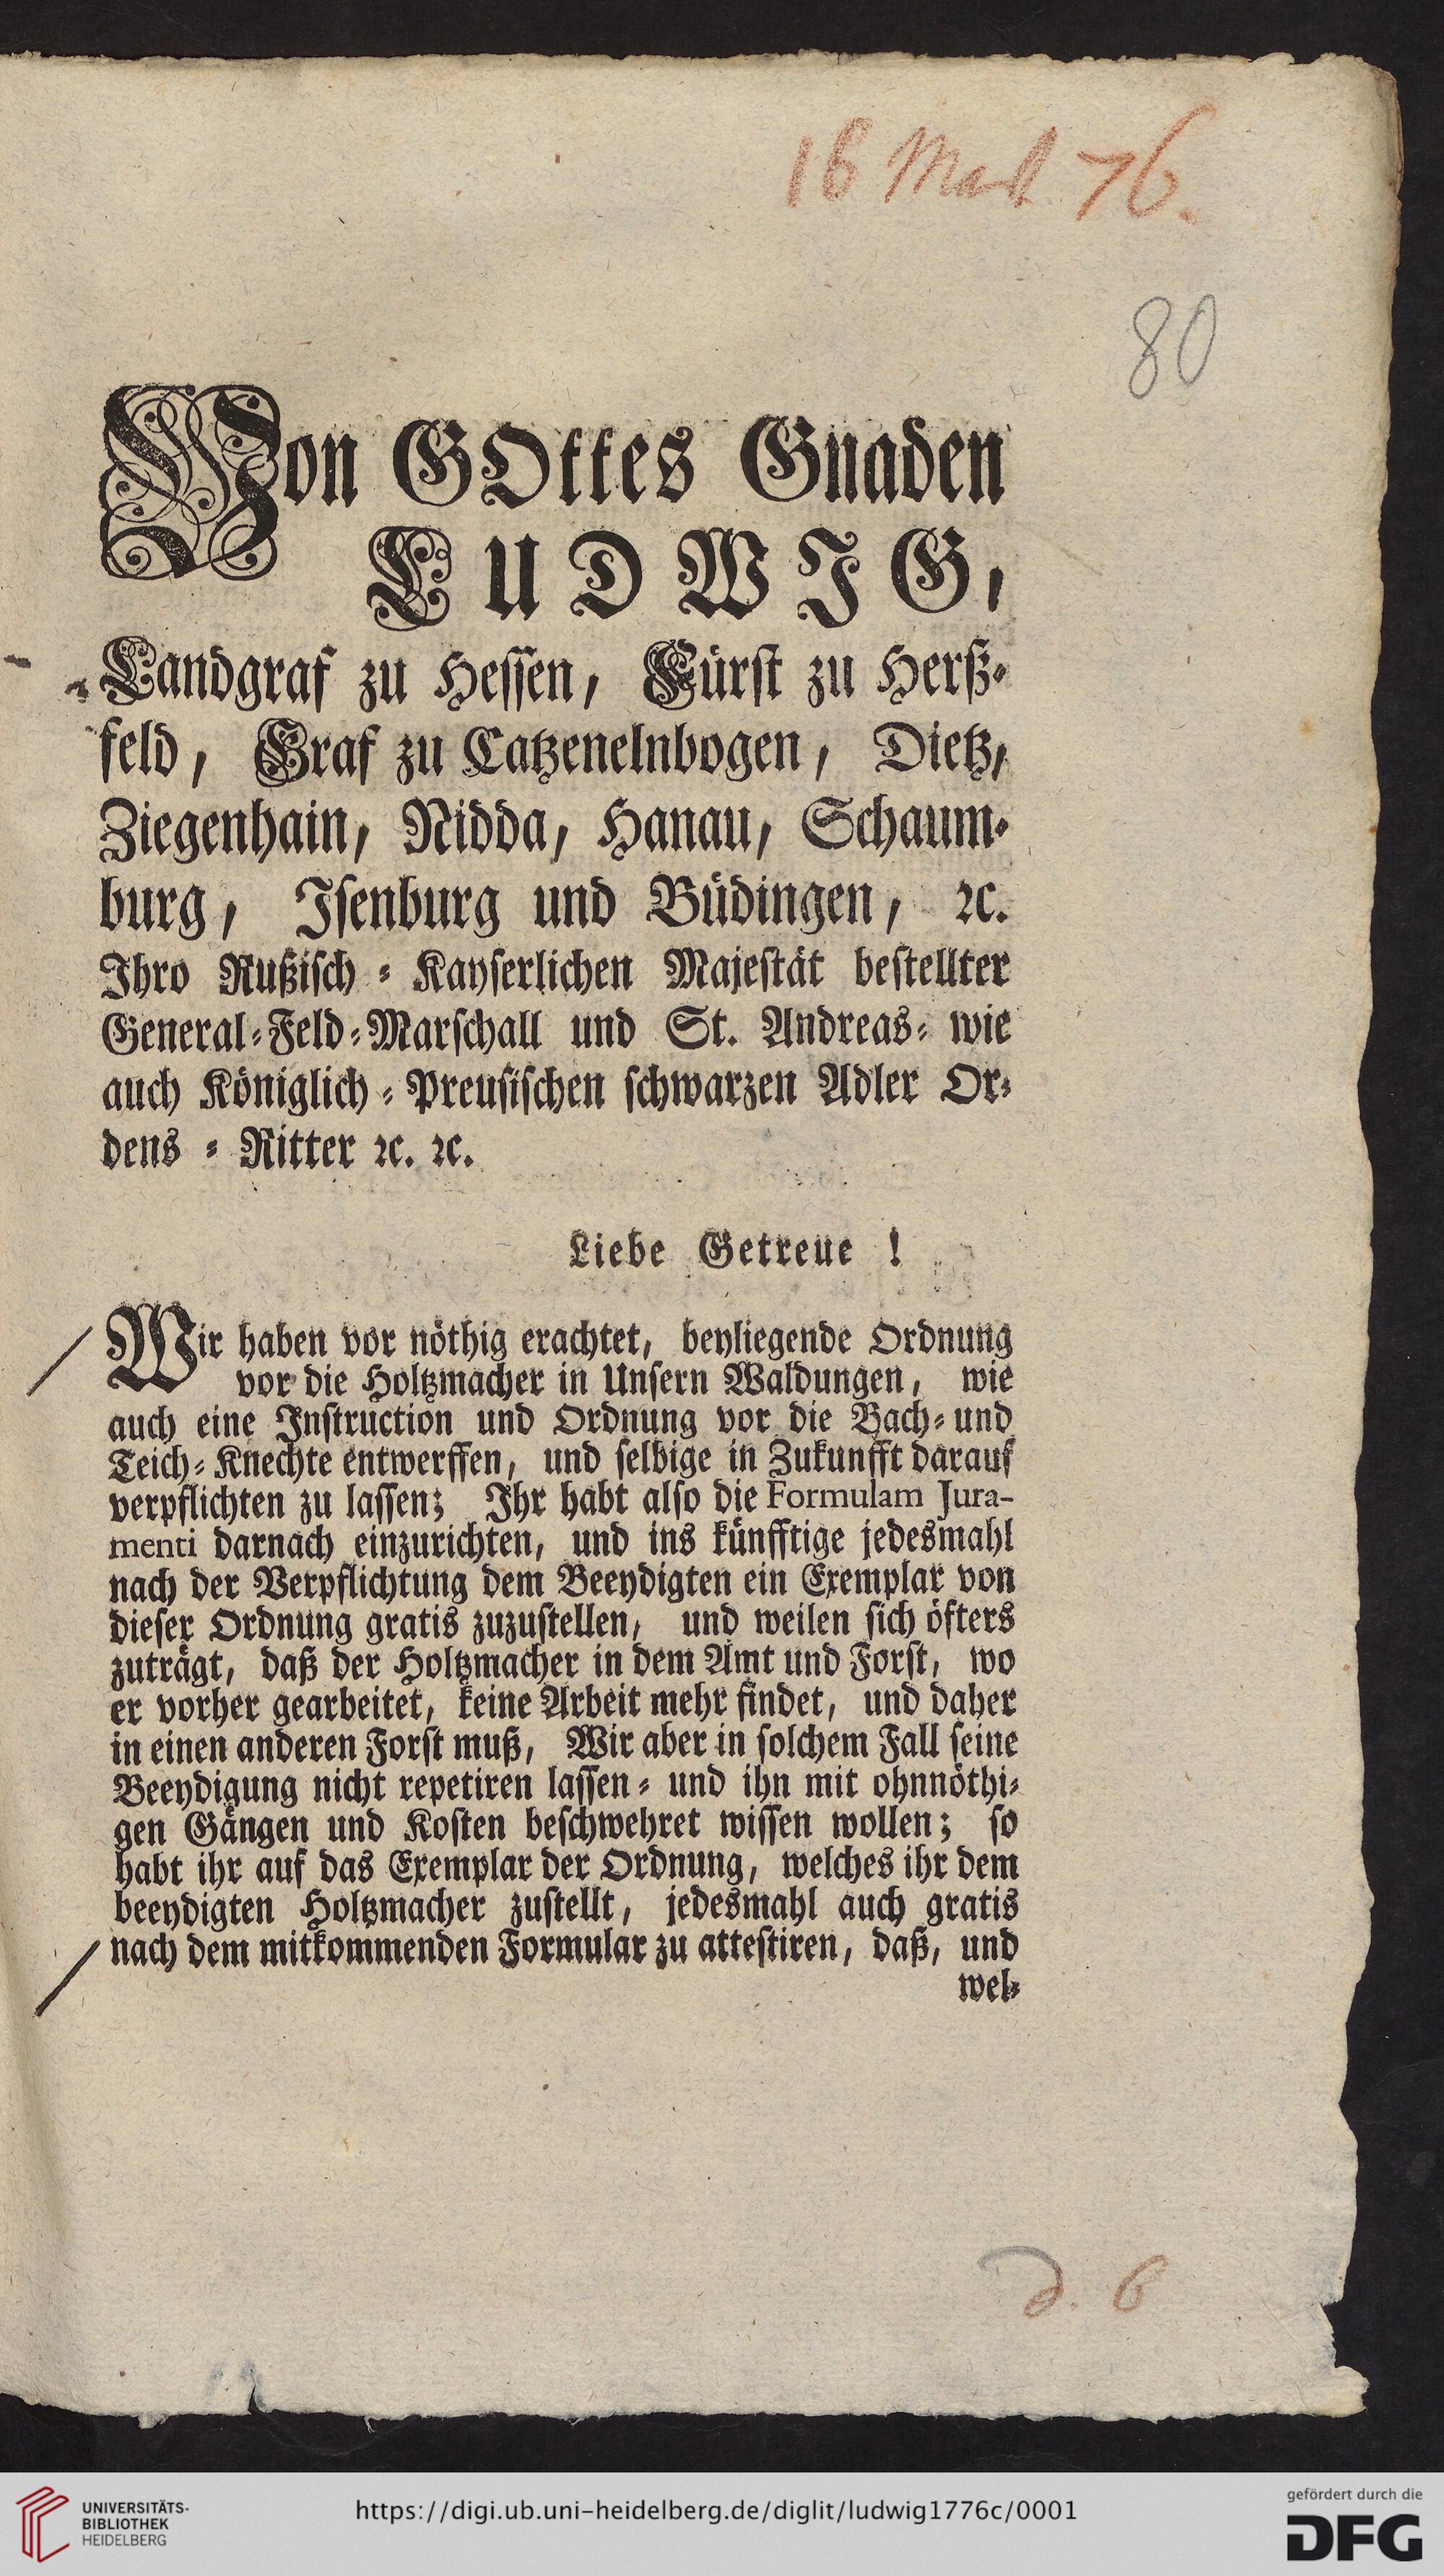 16 Mart 76.
80
Von GOttes Gnaden
LUDWJG,
Landgraf zu Hessen, Fürst zu Herß-
feld, Graf zu Catzenelnbogen, Dietz,
Ziegenhain, Nidda, Hanau, Schaum-
burg, Jsenburg und Büdingen, ꝛc.
Jhro Rußisch-Kayserlichen Majestät bestellter
General-Feld-Marschall und St. Andreas- wie
auch Königlich-Preusischen schwarzen Adler Or-
dens-Ritter ꝛc. ꝛc.
Liebe Getreue !
Wir haben vor nöthig erachtet, beyliegende Ordnung
vor die Holtzmacher in Unsern Waldungen, wie
auch eine Jnstruction und Ordnung vor die Bach- und
Teich-Knechte entwerffen, und selbige in Zukunfft darauf
verpflichten zu lassen; Jhr habt also die Formulam Jura-
menti darnach einzurichten, und ins künfftige jedesmahl
nach der Verpflichtung dem Beeydigten ein Exemplar von
dieser Ordnung gratis zuzustellen, und weilen sich öfters
zuträgt, daß der Holtzmacher in dem Amt und Forst, wo
er vorher gearbeitet, keine Arbeit mehr findet, und daher
in einen anderen Forst muß, Wir aber in solchem Fall seine
Beeydigung nicht repetiren lassen- und ihn mit ohnnöthi-
gen Gängen und Kosten beschwehret wissen wollen; so
habt ihr auf das Exemplar der Ordnung, welches ihr dem
beeydigten Holtzmacher zustellt, jedesmahl auch gratis
nach dem mitkommenden Formular zu attestiren, daß, und
wel-
d. 6
UNIVERSITÄTS-
BIBLIOTHEK
HEIDELBERG
https://digi.ub.uni-heidelberg.de/diglit/ludwig1776c/0001
gefördert durch die
DFG